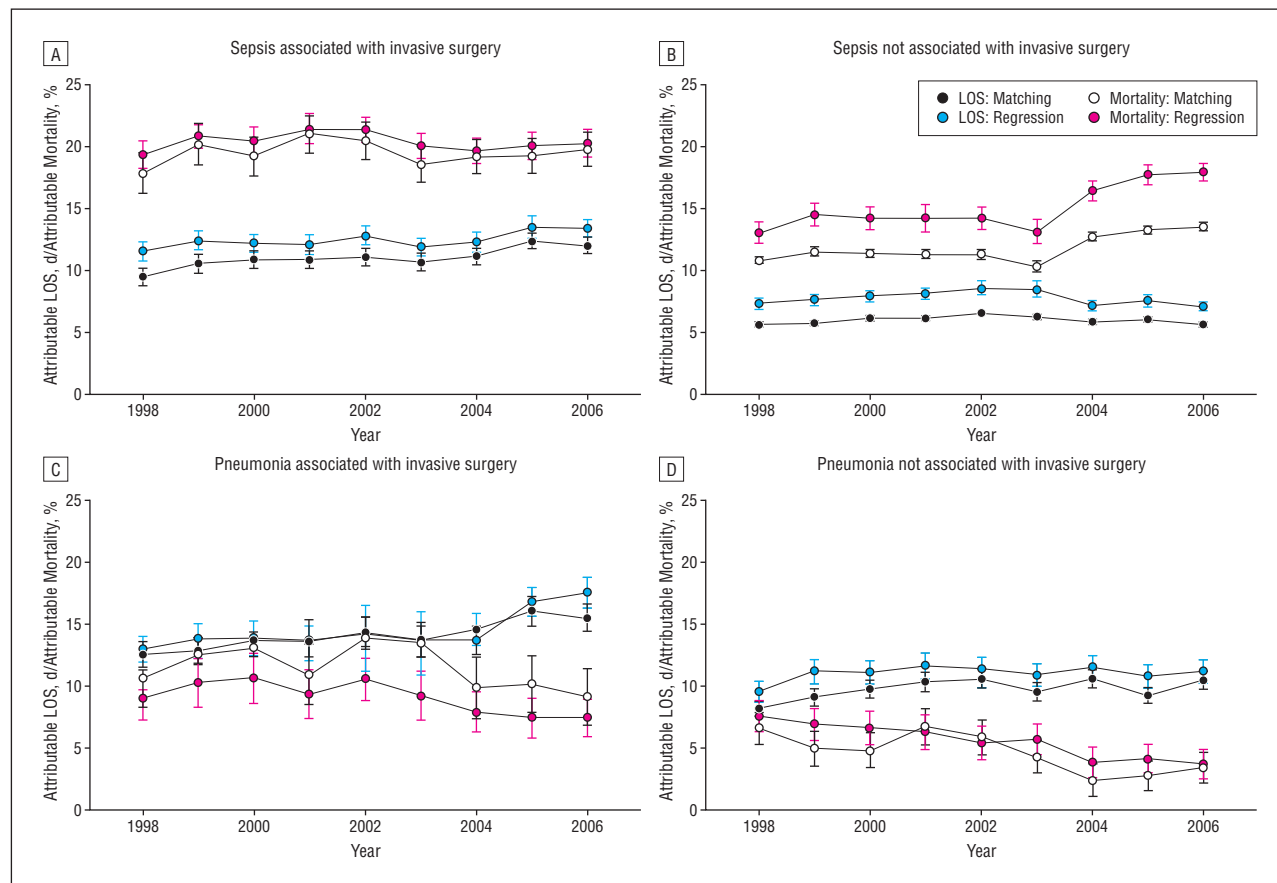 A
Sepsis associated with invasive surgery
25
20
15
10
5
0
Attributable LOS, d/Attributable Mortality, %
1998
2000
2002
2004
2006
Year
B
Sepsis not associated with invasive surgery
LOS: Matching
Mortality: Matching
LOS: Regression
Mortality: Regression
25
20
15
10
5
0
Attributable LOS, d/Attributable Mortality, %
1998
2000
2002
2004
2006
Year
C
Pneumonia associated with invasive surgery
25
20
15
10
5
0
Attributable LOS, d/Attributable Mortality, %
1998
2000
2002
2004
2006
Year
D
Pneumonia not associated with invasive surgery
25
20
15
10
5
0
Attributable LOS, d/Attributable Mortality, %
1998
2000
2002
2004
2006
Year